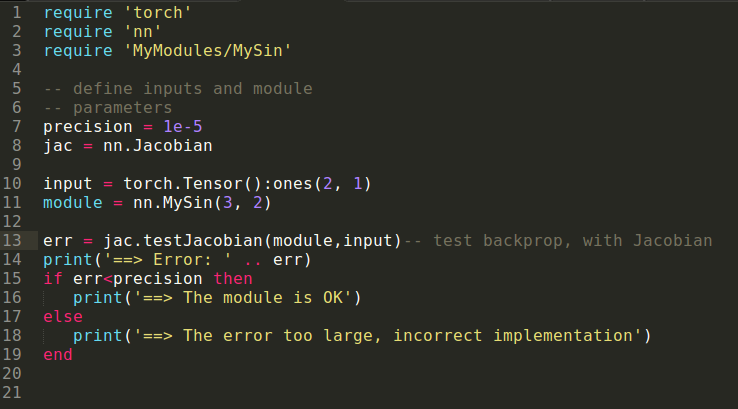 1 require 'torch'
2 require 'nn'
3 require 'MyModules/MySin'
4
5 -- define inputs and module
6 -- parameters
7 precision = 1e-5
8 jac = nn.Jacobian
9
10 input = torch.Tensor():ones(2, 1)
11 module = nn.MySin(3, 2)
12
13 err = jac.testJacobian(module,input)-- test backprop, with Jacobian
14 print('==> Error: ' .. err)
15 if err<precision then
16 print('==> The module is OK')
17 else
18 print('==> The error too large, incorrect implementation')
19 end
20
21